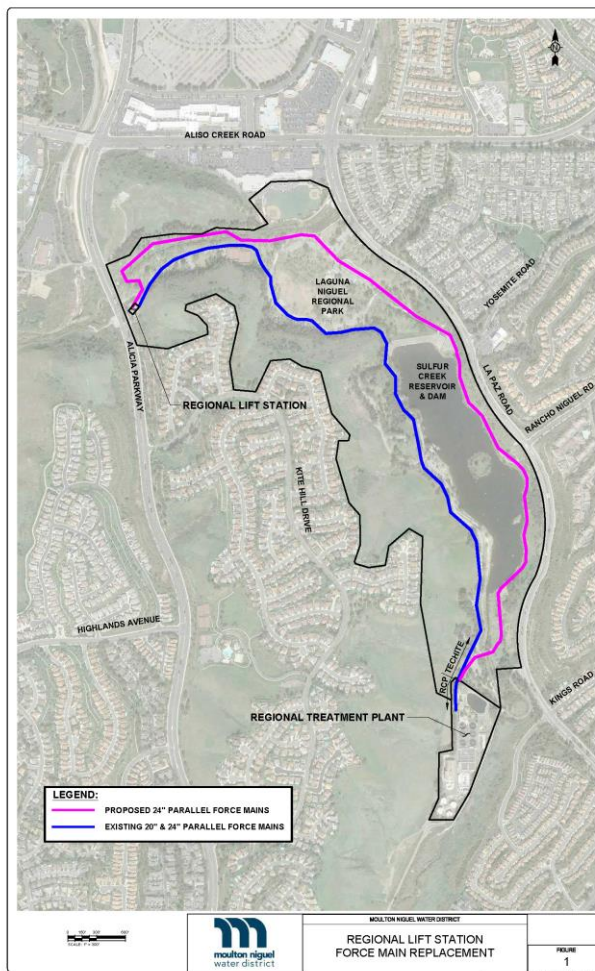 N
ALISO CREEK ROAD
YOSEMITE ROAD
LAGUNA
NIGUEL
REGIONAL
PARK
SULFUR
CREEK
RESERVOIR
& DAM
LA PAZ ROAD
RANCHO NIGUEL RD
ALICIA PARKWAY
REGIONAL LIFT STATION
KITE HILL DRIVE
HIGHLANDS AVENUE
RCP
TECHITE
KINGS ROAD
REGIONAL TREATMENT PLANT
LEGEND:
PROPOSED 24" PARALLEL FORCE MAINS
EXISTING 20" & 24" PARALLEL FORCE MAINS
moulton niguel
water district
MOULTON NIGUEL WATER DISTRICT
REGIONAL LIFT STATION
FORCE MAIN REPLACEMENT
FIGURE
1